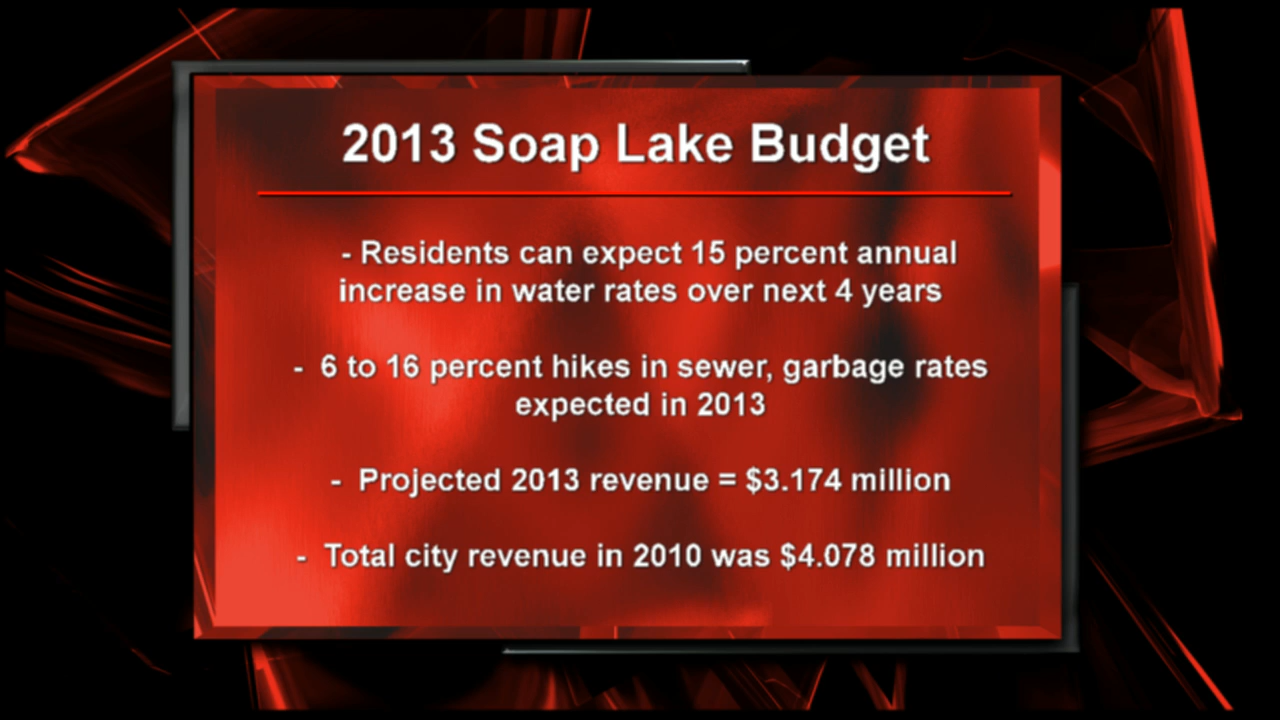 2013 Soap Lake Budget
- Residents can expect 15 percent annual
increase in water rates over next 4 years
- 6 to 16 percent hikes in sewer, garbage rates
expected in 2013
- Projected 2013 revenue = $3.174 million
- Total city revenue in 2010 was $4.078 million